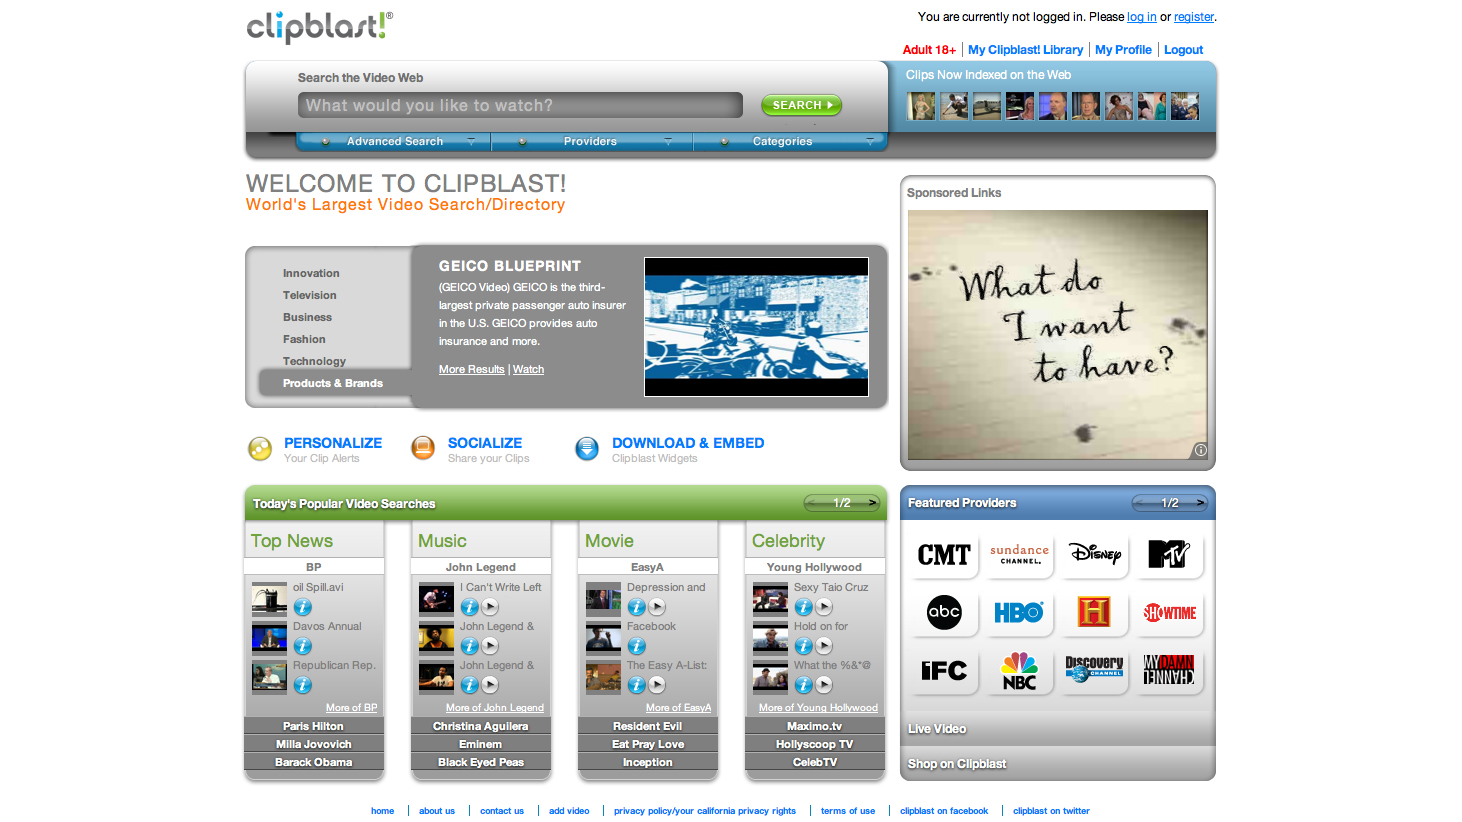 clipblast!®
You are currently not logged in. Please log in or register.
Adult 18+ | My Clipblast! Library | My Profile | Logout
Search the Video Web
What would you like to watch?
SEARCH
Advanced Search
Providers
Categories
Clips Now Indexed on the Web
WELCOME TO CLIPBLAST!
World's Largest Video Search/Directory
Innovation
Television
Business
Fashion
Technology
Products & Brands
GEICO BLUEPRINT
(GEICO Video) GEICO is the third-
largest private passenger auto insurer
in the U.S. GEICO provides auto
insurance and more.
More Results | Watch
Sponsored Links
What do
I want
to have?
PERSONALIZE
Your Clip Alerts
SOCIALIZE
Share your Clips
DOWNLOAD & EMBED
Clipblast Widgets
Today's Popular Video Searches
< 1/2 >
Top News
BP
oil Spill.avi
Davos Annual
Republican Rep.
More of BP
Paris Hilton
Milla Jovovich
Barack Obama
Music
John Legend
I Can't Write Left
John Legend &
John Legend &
More of John Legend
Christina Aguilera
Eminem
Black Eyed Peas
Movie
EasyA
Depression and
Facebook
The Easy A-List:
More of EasyA
Resident Evil
Eat Pray Love
Inception
Celebrity
Young Hollywood
Sexy Taio Cruz
Hold on for
What the %&*@
More of Young Hollywood
Maximo.tv
Hollyscoop TV
CelebTV
Featured Providers
< 1/2 >
CMT
sundance
CHANNEL.
Disney
MTV
abc
HBO
H
SHOWTIME
iFC
NBC
Discovery
CHANNEL
MYDAMN
CHANNEL
Live Video
Shop on Clipblast
home | about us | contact us | add video | privacy policy/your california privacy rights | terms of use | clipblast on facebook | clipblast on twitter